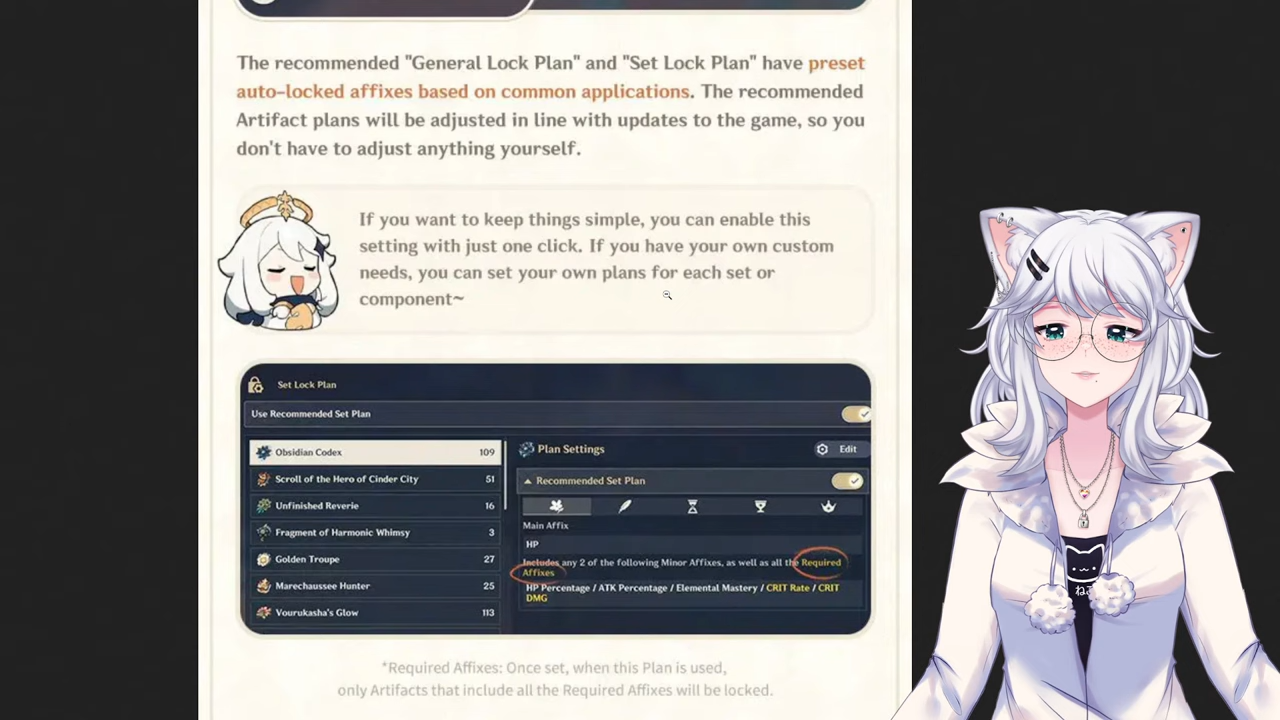 The recommended "General Lock Plan" and "Set Lock Plan" have preset
auto-locked affixes based on common applications. The recommended
Artifact plans will be adjusted in line with updates to the game, so you
don't have to adjust anything yourself.
If you want to keep things simple, you can enable this
setting with just one click. If you have your own custom
needs, you can set your own plans for each set or
component~
Set Lock Plan
Use Recommended Set Plan
Obsidian Codex 109
Scroll of the Hero of Cinder City 51
Unfinished Reverie 16
Fragment of Harmonic Whimsy 3
Golden Troupe 27
Marechaussee Hunter 25
Vourukasha's Glow 113
Plan Settings Edit
Recommended Set Plan
Main Affix
HP
Includes any 2 of the following Minor Affixes, as well as all the Required
Affixes
HP Percentage / ATK Percentage / Elemental Mastery / CRIT Rate / CRIT
DMG
*Required Affixes: Once set, when this Plan is used,
only Artifacts that include all the Required Affixes will be locked.